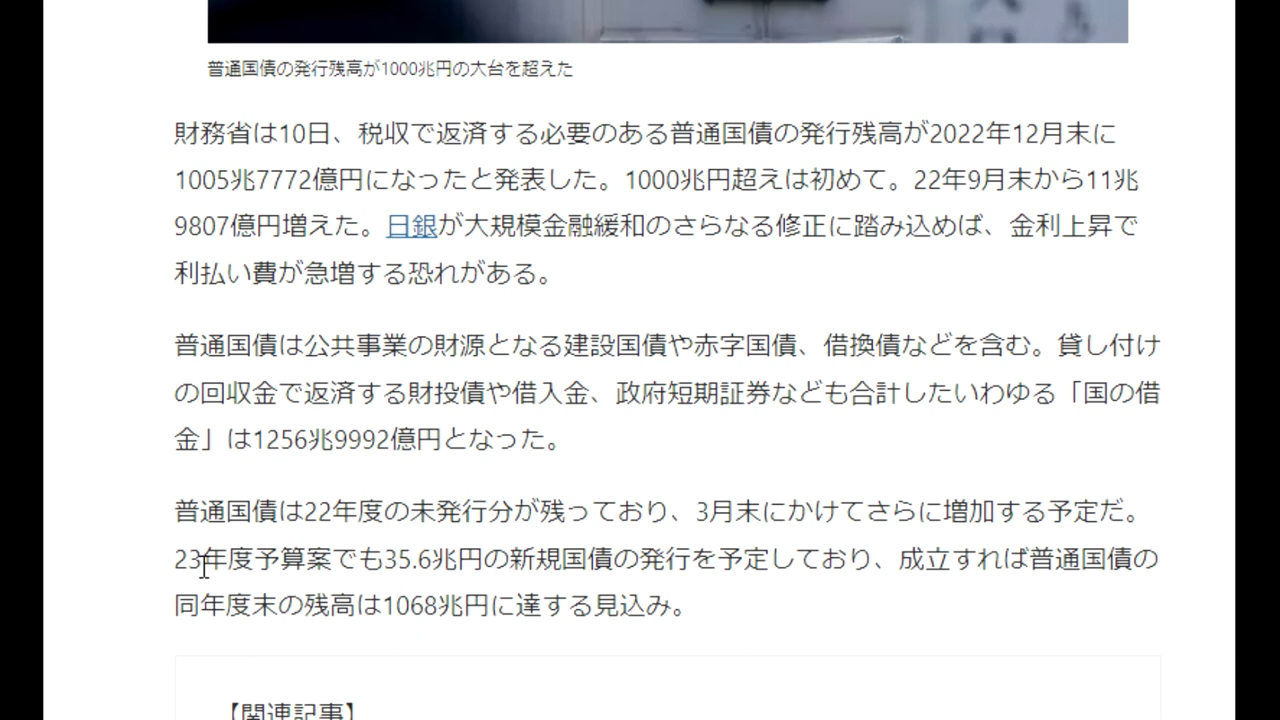 普通国債の発行残高が1000兆円の大台を超えた
財務省は10日、税収で返済する必要のある普通国債の発行残高が2022年12月末に
1005兆7772億円になったと発表した。1000兆円超えは初めて。22年9月末から11兆
9807億円増えた。日銀が大規模金融緩和のさらなる修正に踏み込めば、金利上昇で
利払い費が急増する恐れがある。
普通国債は公共事業の財源となる建設国債や赤字国債、借換債などを含む。貸し付け
の回収金で返済する財投債や借入金、政府短期証券なども合計したいわゆる「国の借
金」は1256兆9992億円となった。
普通国債は22年度の未発行分が残っており、3月末にかけてさらに増加する予定だ。
23年度予算案でも35.6兆円の新規国債の発行を予定しており、成立すれば普通国債の
同年度末の残高は1068兆円に達する見込み。
【関連記事】